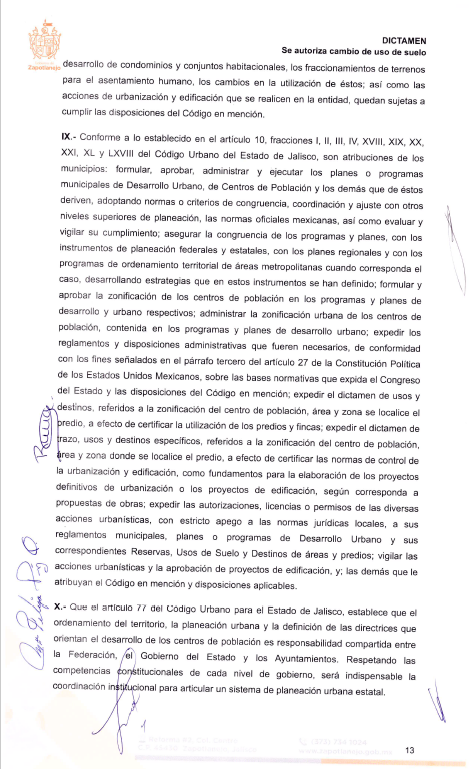 Zapotlanejo
DICTAMEN
Se autoriza cambio de uso de suelo
desarrollo de condominios y conjuntos habitacionales, los fraccionamientos de terrenos
para el asentamiento humano, los cambios en la utilización de éstos; así como las
acciones de urbanización y edificación que se realicen en la entidad, quedan sujetas a
cumplir las disposiciones del Código en mención.
IX.- Conforme a lo establecido en el artículo 10, fracciones I, II, III, IV, XVIII, XIX, XX,
XXI, XL y LXVIII del Código Urbano del Estado de Jalisco, son atribuciones de los
municipios: formular, aprobar, administrar y ejecutar los planes o programas
municipales de Desarrollo Urbano, de Centros de Población y los demás que de éstos
deriven, adoptando normas o criterios de congruencia, coordinación y ajuste con otros
niveles superiores de planeación, las normas oficiales mexicanas, así como evaluar y
vigilar su cumplimiento; asegurar la congruencia de los programas y planes, con los
instrumentos de planeación federales y estatales, con los planes regionales y con los
programas de ordenamiento territorial de áreas metropolitanas cuando corresponda el
caso, desarrollando estrategias que en estos instrumentos se han definido; formular y
aprobar la zonificación de los centros de población en los programas y planes de
desarrollo y urbano respectivos; administrar la zonificación urbana de los centros de
población, contenida en los programas y planes de desarrollo urbano; expedir los
reglamentos y disposiciones administrativas que fueren necesarios, de conformidad
con los fines señalados en el párrafo tercero del artículo 27 de la Constitución Política
de los Estados Unidos Mexicanos, sobre las bases normativas que expida el Congreso
del Estado y las disposiciones del Código en mención; expedir el dictamen de usos y
destinos, referidos a la zonificación del centro de población, área y zona se localice el
predio, a efecto de certificar la utilización de los predios y fincas; expedir el dictamen de
trazo, usos y destinos específicos, referidos a la zonificación del centro de población,
área y zona donde se localice el predio, a efecto de certificar las normas de control de
la urbanización y edificación, como fundamentos para la elaboración de los proyectos
definitivos de urbanización o los proyectos de edificación, según corresponda a
propuestas de obras; expedir las autorizaciones, licencias o permisos de las diversas
acciones urbanísticas, con estricto apego a las normas jurídicas locales, a sus
reglamentos municipales, planes o programas de Desarrollo Urbano y sus
correspondientes Reservas, Usos de Suelo y Destinos de áreas y predios; vigilar las
acciones urbanísticas y la aprobación de proyectos de edificación, y; las demás que le
atribuyan el Código en mención y disposiciones aplicables.
X.- Que el artículo 77 del Código Urbano para el Estado de Jalisco, establece que el
ordenamiento del territorio, la planeación urbana y la definición de las directrices que
orientan el desarrollo de los centros de población es responsabilidad compartida entre
la Federación, el Gobierno del Estado y los Ayuntamientos. Respetando las
competencias constitucionales de cada nivel de gobierno, será indispensable la
coordinación institucional para articular un sistema de planeación urbana estatal.
13